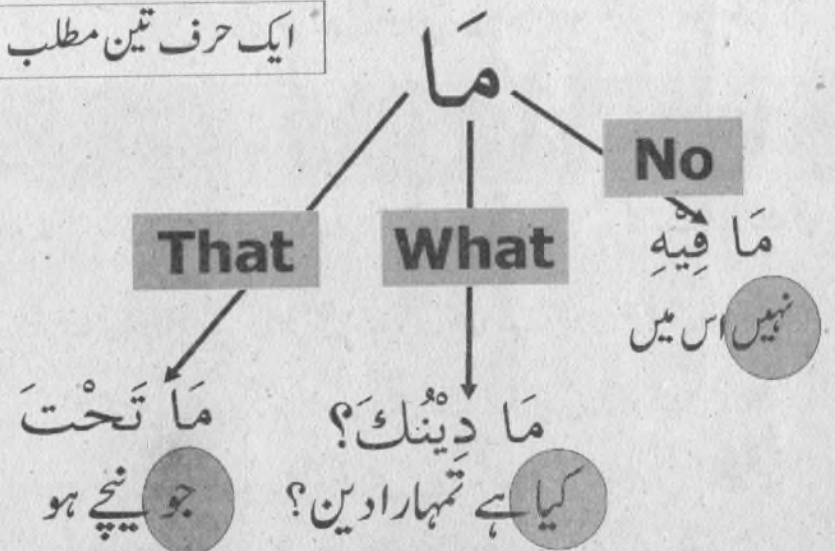 ایک حرف تین مطلب
مَا
No
What
That
مَا فِيْهِ
نہیں اس میں
مَا دِيْنُكَ؟
کیا ہے تمہارا دین؟
مَا تَحْتَ
جو نیچے ہو